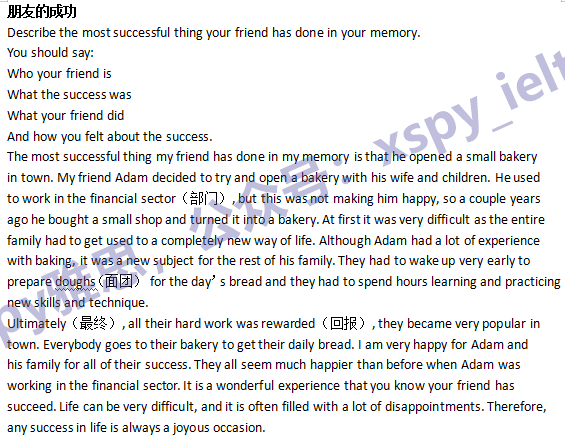 朋友的成功
Describe the most successful thing your friend has done in your memory.
You should say:
Who your friend is
What the success was
What your friend did
And how you felt about the success.
The most successful thing my friend has done in my memory is that he opened a small bakery
in town. My friend Adam decided to try and open a bakery with his wife and children. He used
to work in the financial sector（部门）, but this was not making him happy, so a couple years
ago he bought a small shop and turned it into a bakery. At first it was very difficult as the entire
family had to get used to a completely new way of life. Although Adam had a lot of experience
with baking, it was a new subject for the rest of his family. They had to wake up very early to
prepare doughs（面团） for the day’s bread and they had to spend hours learning and practicing
new skills and technique.
Ultimately（最终）, all their hard work was rewarded（回报）, they became very popular in
town. Everybody goes to their bakery to get their daily bread. I am very happy for Adam and
his family for all of their success. They all seem much happier than before when Adam was
working in the financial sector. It is a wonderful experience that you know your friend has
succeed. Life can be very difficult, and it is often filled with a lot of disappointments. Therefore,
any success in life is always a joyous occasion.
py雅思，公众号：xspy_ielt